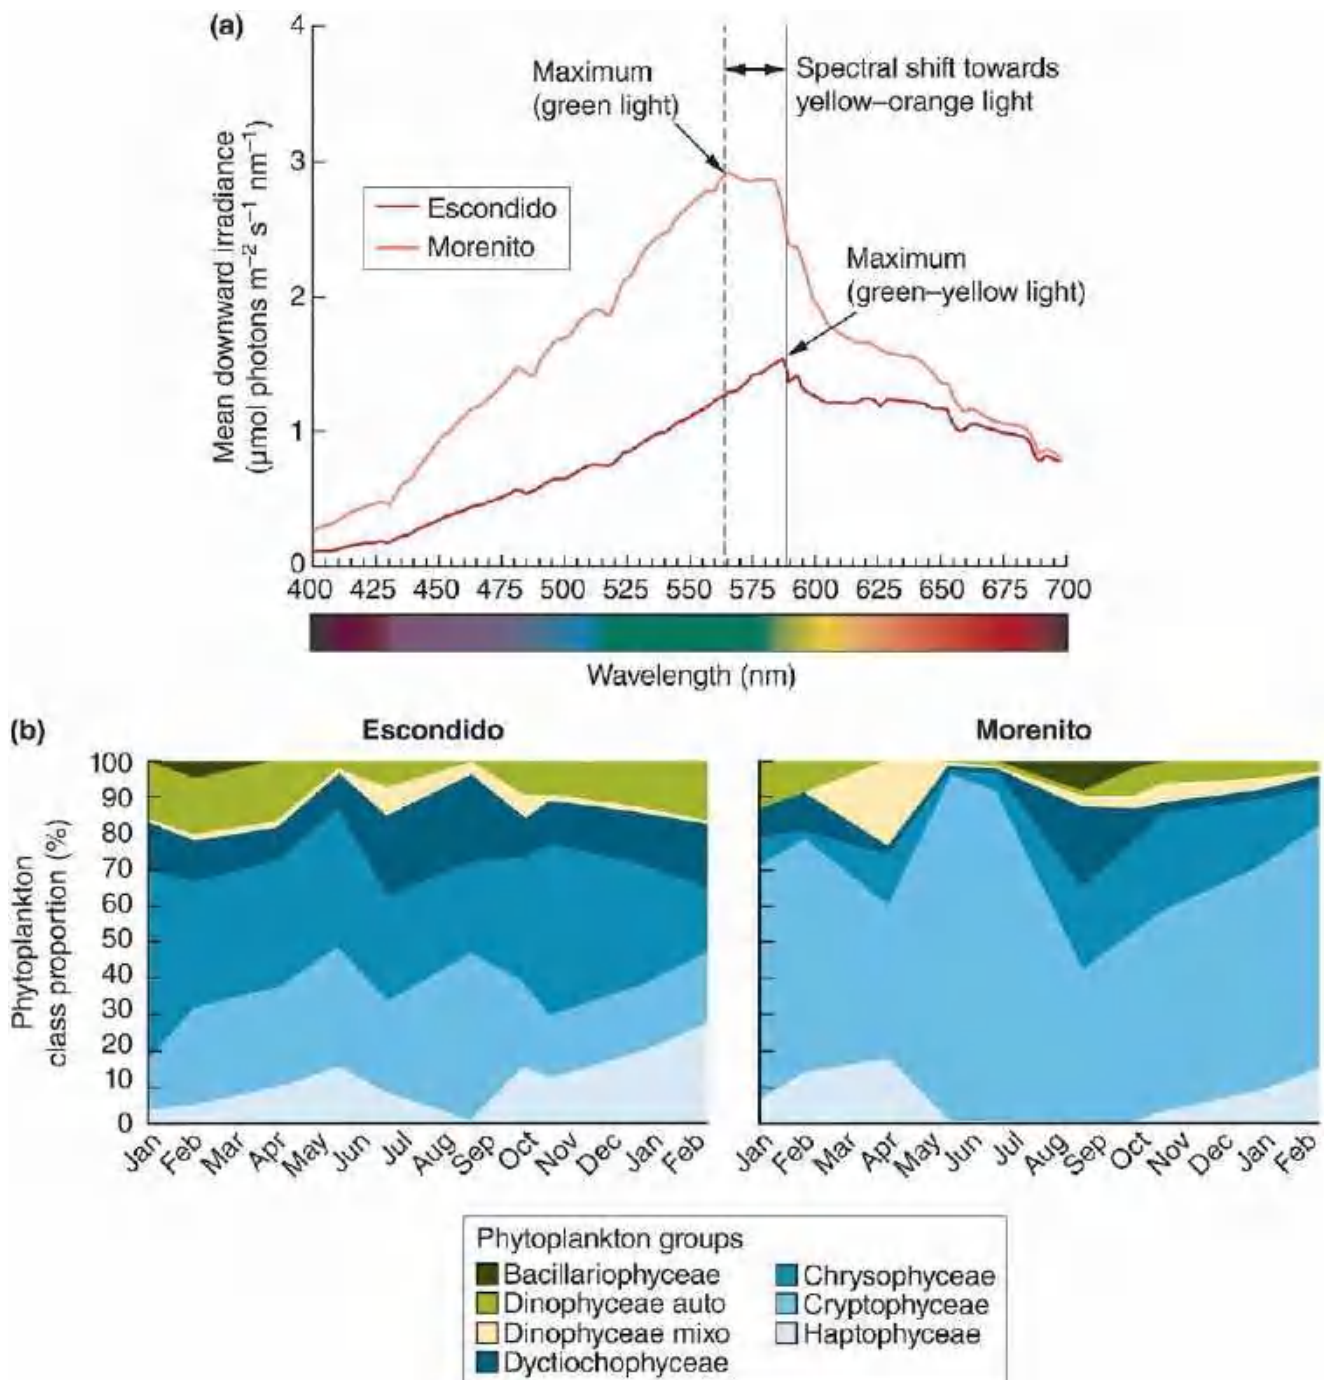 (a)
4
3
2
1
0
Mean downward irradiance
(µmol photons m⁻² s⁻¹ nm⁻¹)
Maximum
(green light)
Spectral shift towards
yellow–orange light
Escondido
Morenito
Maximum
(green–yellow light)
400 425 450 475 500 525 550 575 600 625 650 675 700
Wavelength (nm)
(b)
Escondido
Morenito
Phytoplankton
class proportion (%)
100
90
80
70
60
50
40
30
20
10
0
Jan Feb Mar Apr May Jun Jul Aug Sep Oct Nov Dec Jan Feb
Jan Feb Mar Apr May Jun Jul Aug Sep Oct Nov Dec Jan Feb
Phytoplankton groups
Bacillariophyceae
Dinophyceae auto
Dinophyceae mixo
Dyctiochophyceae
Chrysophyceae
Cryptophyceae
Haptophyceae